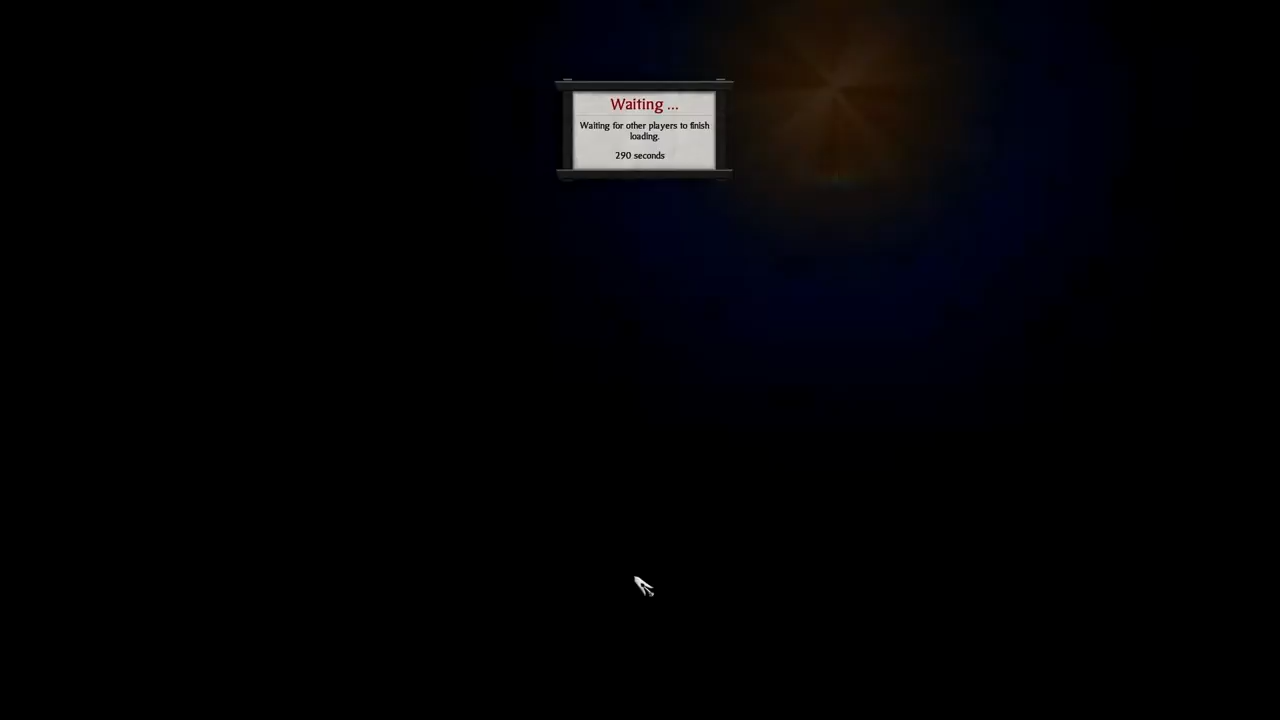 Waiting ...
Waiting for other players to finish
loading.
290 seconds